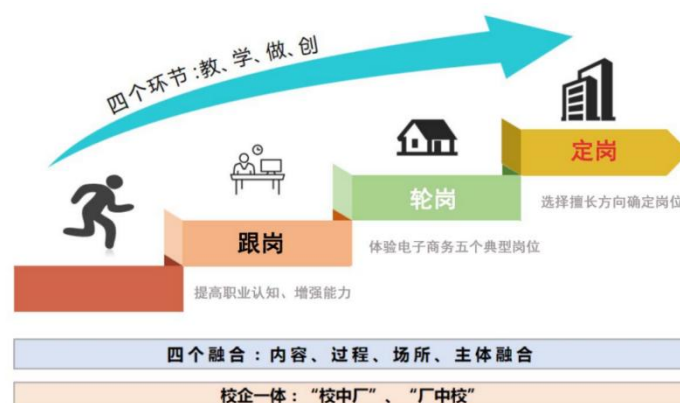 四个环节:教、学、做、创
定岗
选择擅长方向确定岗位
轮岗
体验电子商务五个典型岗位
跟岗
提高职业认知、增强能力
四个融合：内容、过程、场所、主体融合
校企一体：“校中厂”、“厂中校”